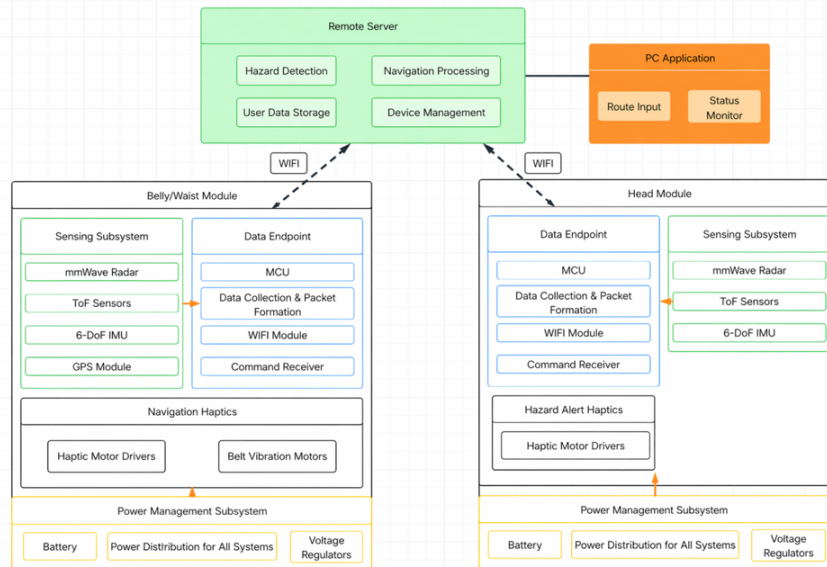 Remote Server
Hazard Detection
Navigation Processing
User Data Storage
Device Management
PC Application
Route Input
Status
Monitor
WIFI
WIFI
Belly/Waist Module
Sensing Subsystem
mmWave Radar
ToF Sensors
6-DoF IMU
GPS Module
Data Endpoint
MCU
Data Collection & Packet
Formation
WIFI Module
Command Receiver
Navigation Haptics
Haptic Motor Drivers
Belt Vibration Motors
Power Management Subsystem
Battery
Power Distribution for All Systems
Voltage
Regulators
Head Module
Data Endpoint
MCU
Data Collection & Packet
Formation
WIFI Module
Command Receiver
Sensing Subsystem
mmWave Radar
ToF Sensors
6-DoF IMU
Hazard Alert Haptics
Haptic Motor Drivers
Power Management Subsystem
Battery
Power Distribution for All Systems
Voltage
Regulators